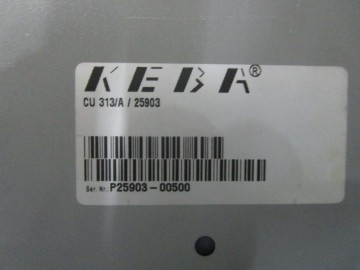 KEBA®
CU 313/A / 25903
Ser. Nr.: P25903-00500